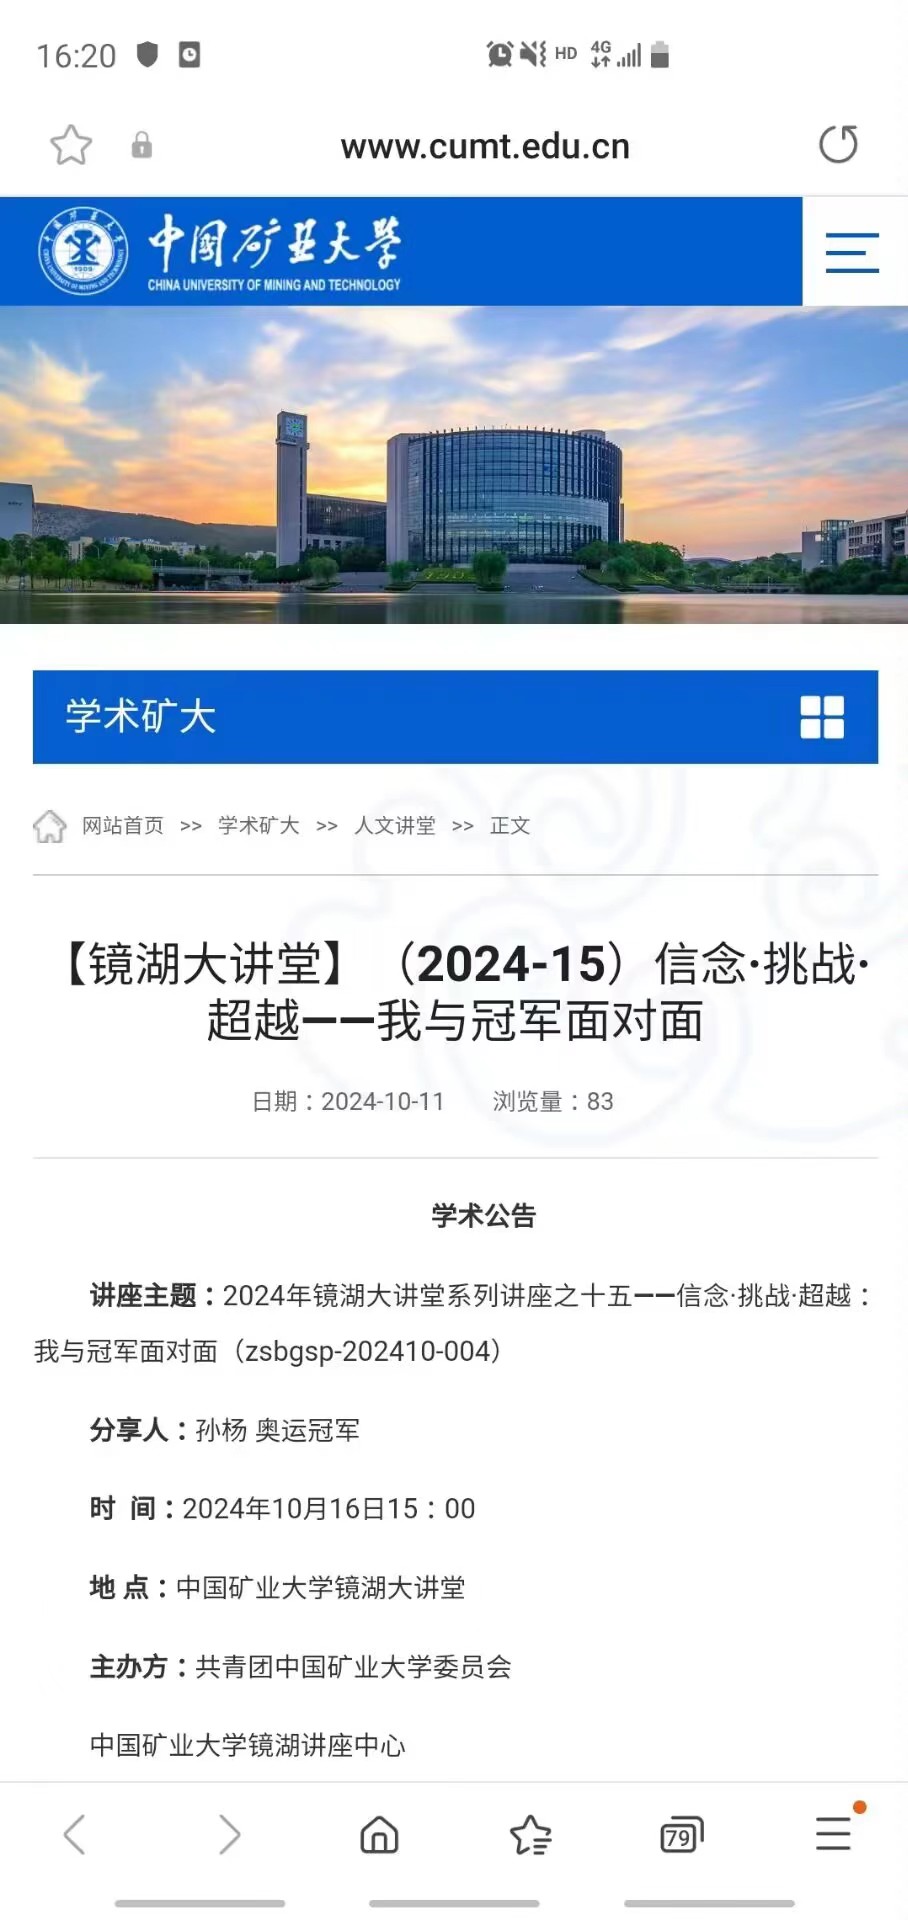 16:20
HD 4G
www.cumt.edu.cn
中国矿业大学
CHINA UNIVERSITY OF MINING AND TECHNOLOGY
学术矿大
网站首页 >> 学术矿大 >> 人文讲堂 >> 正文
【镜湖大讲堂】（2024-15）信念·挑战·
超越——我与冠军面对面
日期：2024-10-11 浏览量：83
学术公告
讲座主题：2024年镜湖大讲堂系列讲座之十五——信念·挑战·超越：
我与冠军面对面（zsbgsp-202410-004）
分享人：孙杨 奥运冠军
时 间：2024年10月16日15：00
地 点：中国矿业大学镜湖大讲堂
主办方：共青团中国矿业大学委员会
中国矿业大学镜湖讲座中心
79